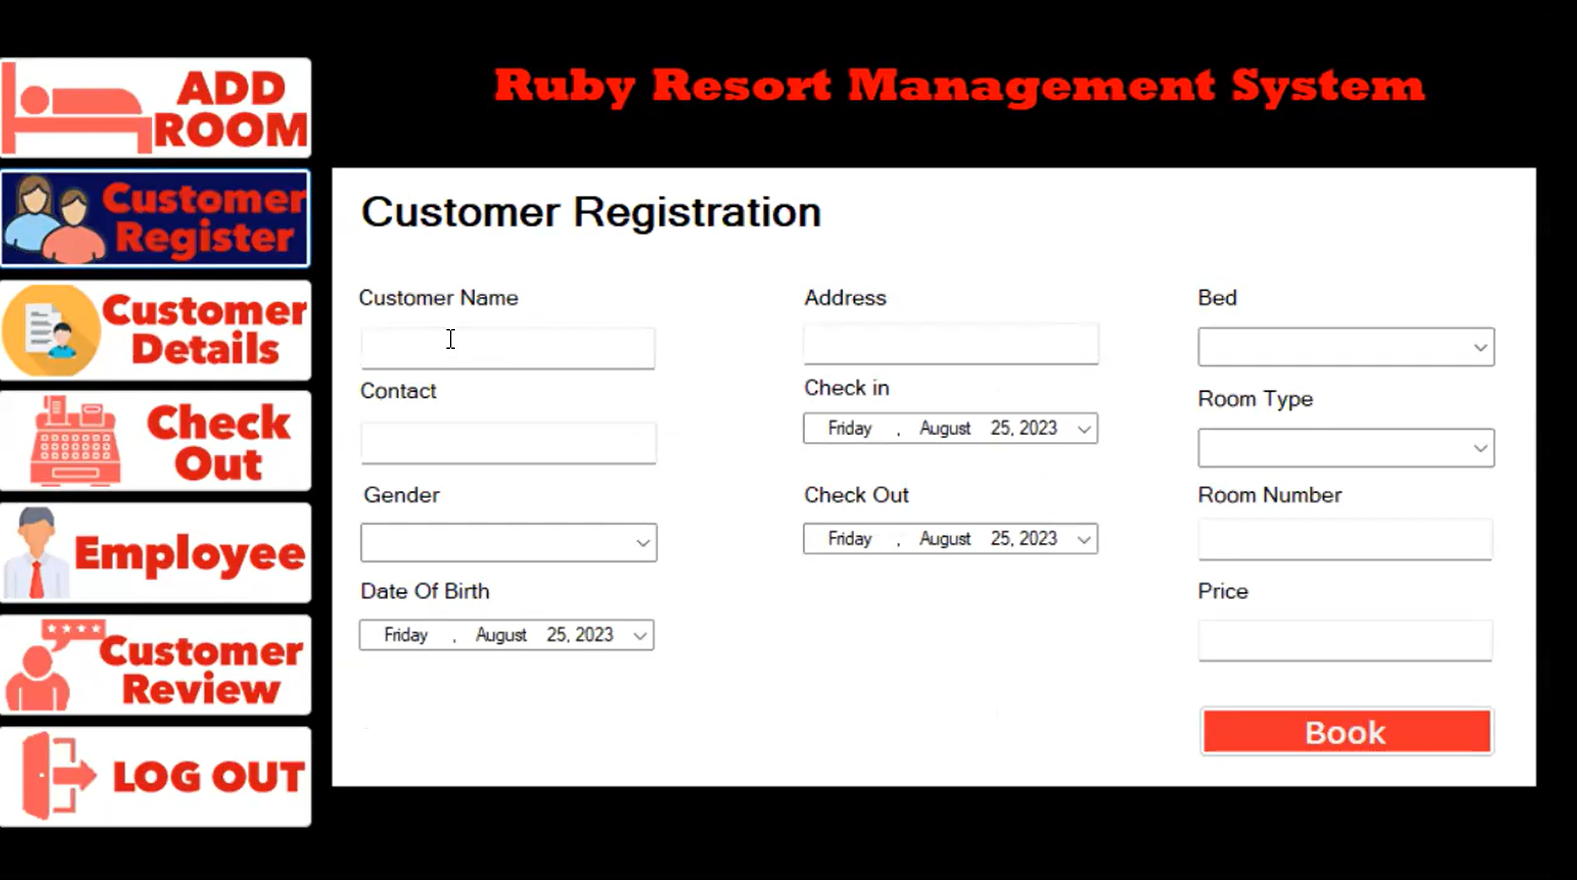 Ruby Resort Management System
ADD
ROOM
Customer
Register
Customer
Details
Check
Out
Employee
Customer
Review
LOG OUT
Customer Registration
Customer Name
Contact
Gender
Date Of Birth
Friday , August 25, 2023
Address
Check in
Friday , August 25, 2023
Check Out
Friday , August 25, 2023
Bed
Room Type
Room Number
Price
Book